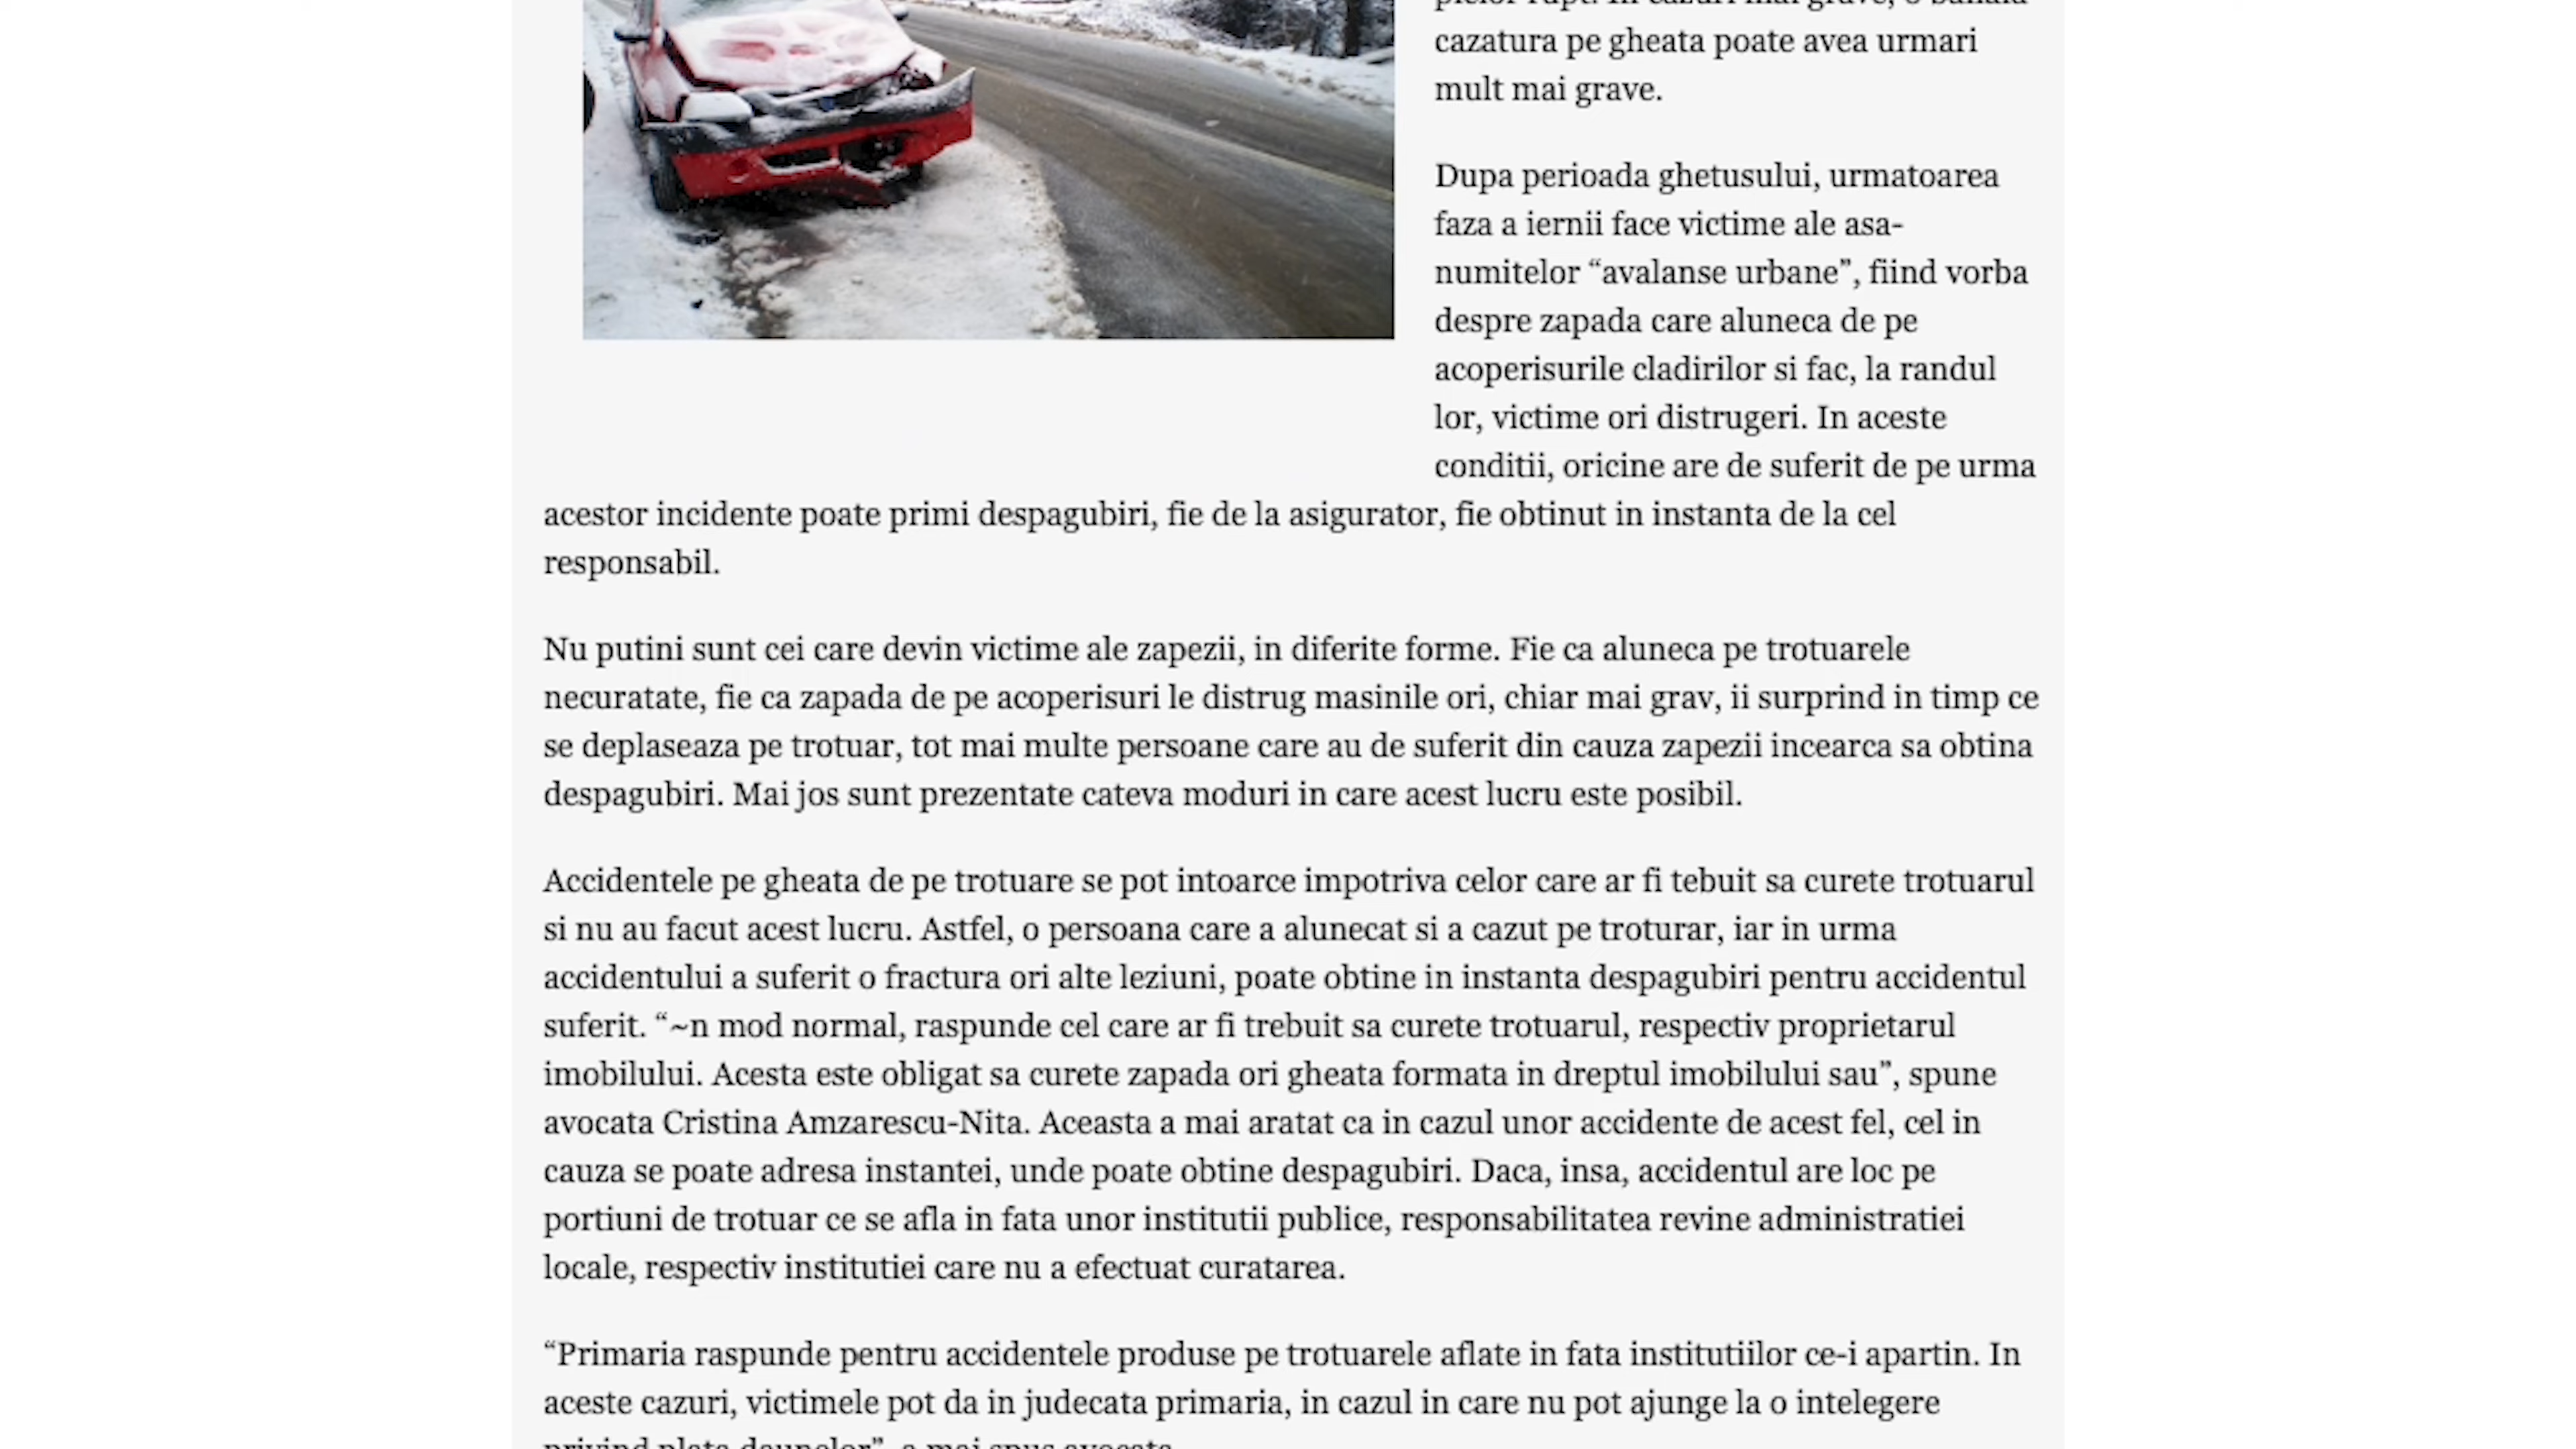 cazatura pe gheata poate avea urmari
mult mai grave.
Dupa perioada ghetusului, urmatoarea
faza a iernii face victime ale asa-
numitelor “avalanse urbane”, fiind vorba
despre zapada care aluneca de pe
acoperisurile cladirilor si fac, la randul
lor, victime ori distrugeri. In aceste
conditii, oricine are de suferit de pe urma
acestor incidente poate primi despagubiri, fie de la asigurator, fie obtinut in instanta de la cel
responsabil.
Nu putini sunt cei care devin victime ale zapezii, in diferite forme. Fie ca aluneca pe trotuarele
necuratate, fie ca zapada de pe acoperisuri le distrug masinile ori, chiar mai grav, ii surprind in timp ce
se deplaseaza pe trotuar, tot mai multe persoane care au de suferit din cauza zapezii incearca sa obtina
despagubiri. Mai jos sunt prezentate cateva moduri in care acest lucru este posibil.
Accidentele pe gheata de pe trotuare se pot intoarce impotriva celor care ar fi tebuit sa curete trotuarul
si nu au facut acest lucru. Astfel, o persoana care a alunecat si a cazut pe troturar, iar in urma
accidentului a suferit o fractura ori alte leziuni, poate obtine in instanta despagubiri pentru accidentul
suferit. “~n mod normal, raspunde cel care ar fi trebuit sa curete trotuarul, respectiv proprietarul
imobilului. Acesta este obligat sa curete zapada ori gheata formata in dreptul imobilului sau”, spune
avocata Cristina Amzarescu-Nita. Aceasta a mai aratat ca in cazul unor accidente de acest fel, cel in
cauza se poate adresa instantei, unde poate obtine despagubiri. Daca, insa, accidentul are loc pe
portiuni de trotuar ce se afla in fata unor institutii publice, responsabilitatea revine administratiei
locale, respectiv institutiei care nu a efectuat curatarea.
“Primaria raspunde pentru accidentele produse pe trotuarele aflate in fata institutiilor ce-i apartin. In
aceste cazuri, victimele pot da in judecata primaria, in cazul in care nu pot ajunge la o intelegere